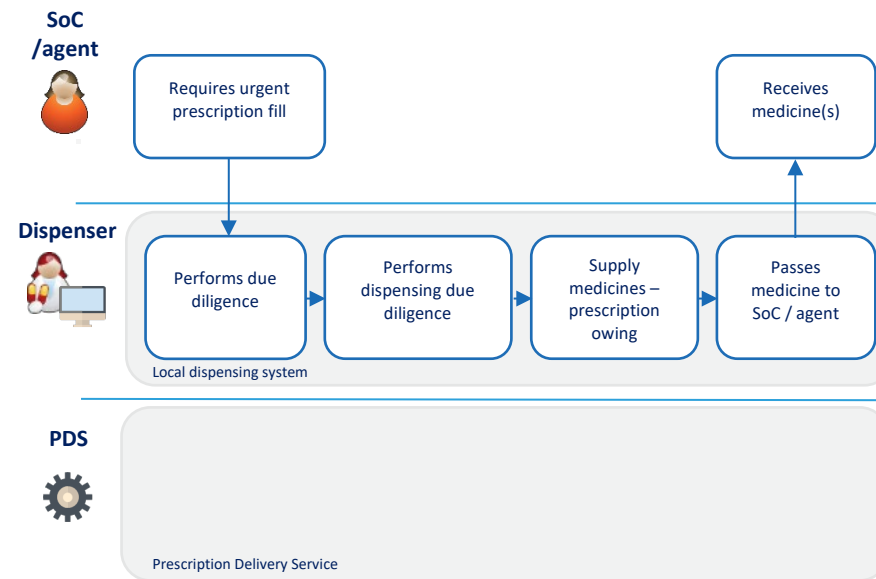 SoC
/agent
Requires urgent
prescription fill
Receives
medicine(s)
Dispenser
Performs due
diligence
Performs
dispensing due
diligence
Supply
medicines –
prescription
owing
Passes
medicine to
SoC / agent
Local dispensing system
PDS
Prescription Delivery Service